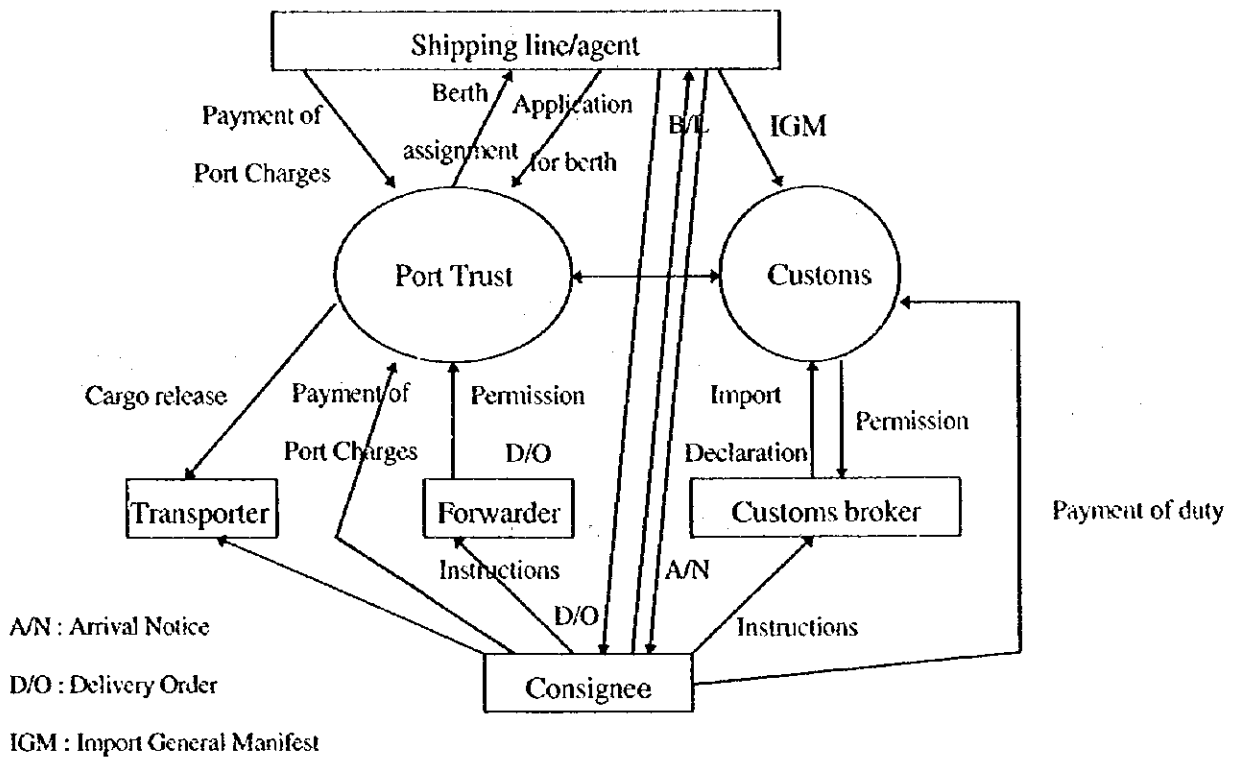 Shipping line/agent
Payment of
Port Charges
Berth
assignment
Application
for berth
B/L
IGM
Port Trust
Customs
Cargo release
Payment of
Port Charges
Permission
D/O
Import
Declaration
Permission
Transporter
Forwarder
Customs broker
Payment of duty
Instructions
A/N
D/O
Instructions
Consignee
A/N : Arrival Notice
D/O : Delivery Order
IGM : Import General Manifest